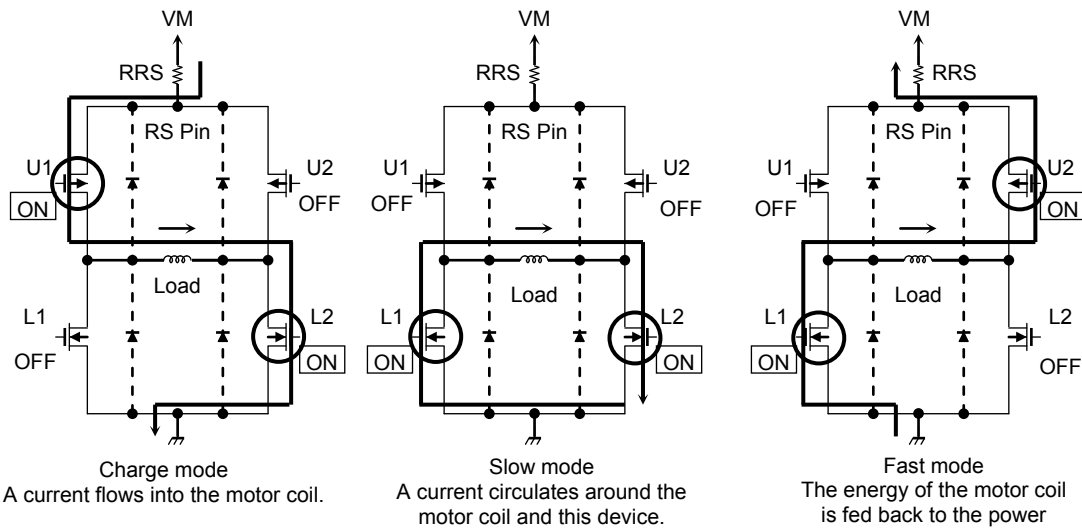 VM
RRS
RS Pin
U1
U2
ON
OFF
Load
L1
L2
OFF
ON
Charge mode
A current flows into the motor coil.
VM
RRS
RS Pin
U1
U2
OFF
OFF
Load
L1
L2
ON
ON
Slow mode
A current circulates around the
motor coil and this device.
VM
RRS
RS Pin
U1
U2
OFF
ON
Load
L1
L2
ON
OFF
Fast mode
The energy of the motor coil
is fed back to the power